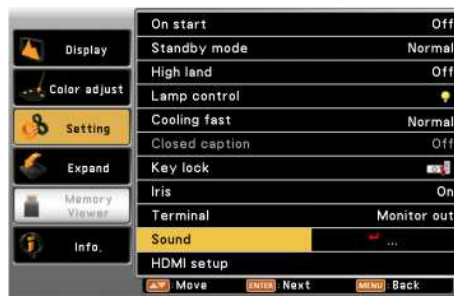 Display
Color adjust
Setting
Expand
Memory Viewer
Info.
On start Off
Standby mode Normal
High land Off
Lamp control
Cooling fast Normal
Closed caption Off
Key lock
Iris On
Terminal Monitor out
Sound ...
HDMI setup
Move ENTER : Next MENU : Back